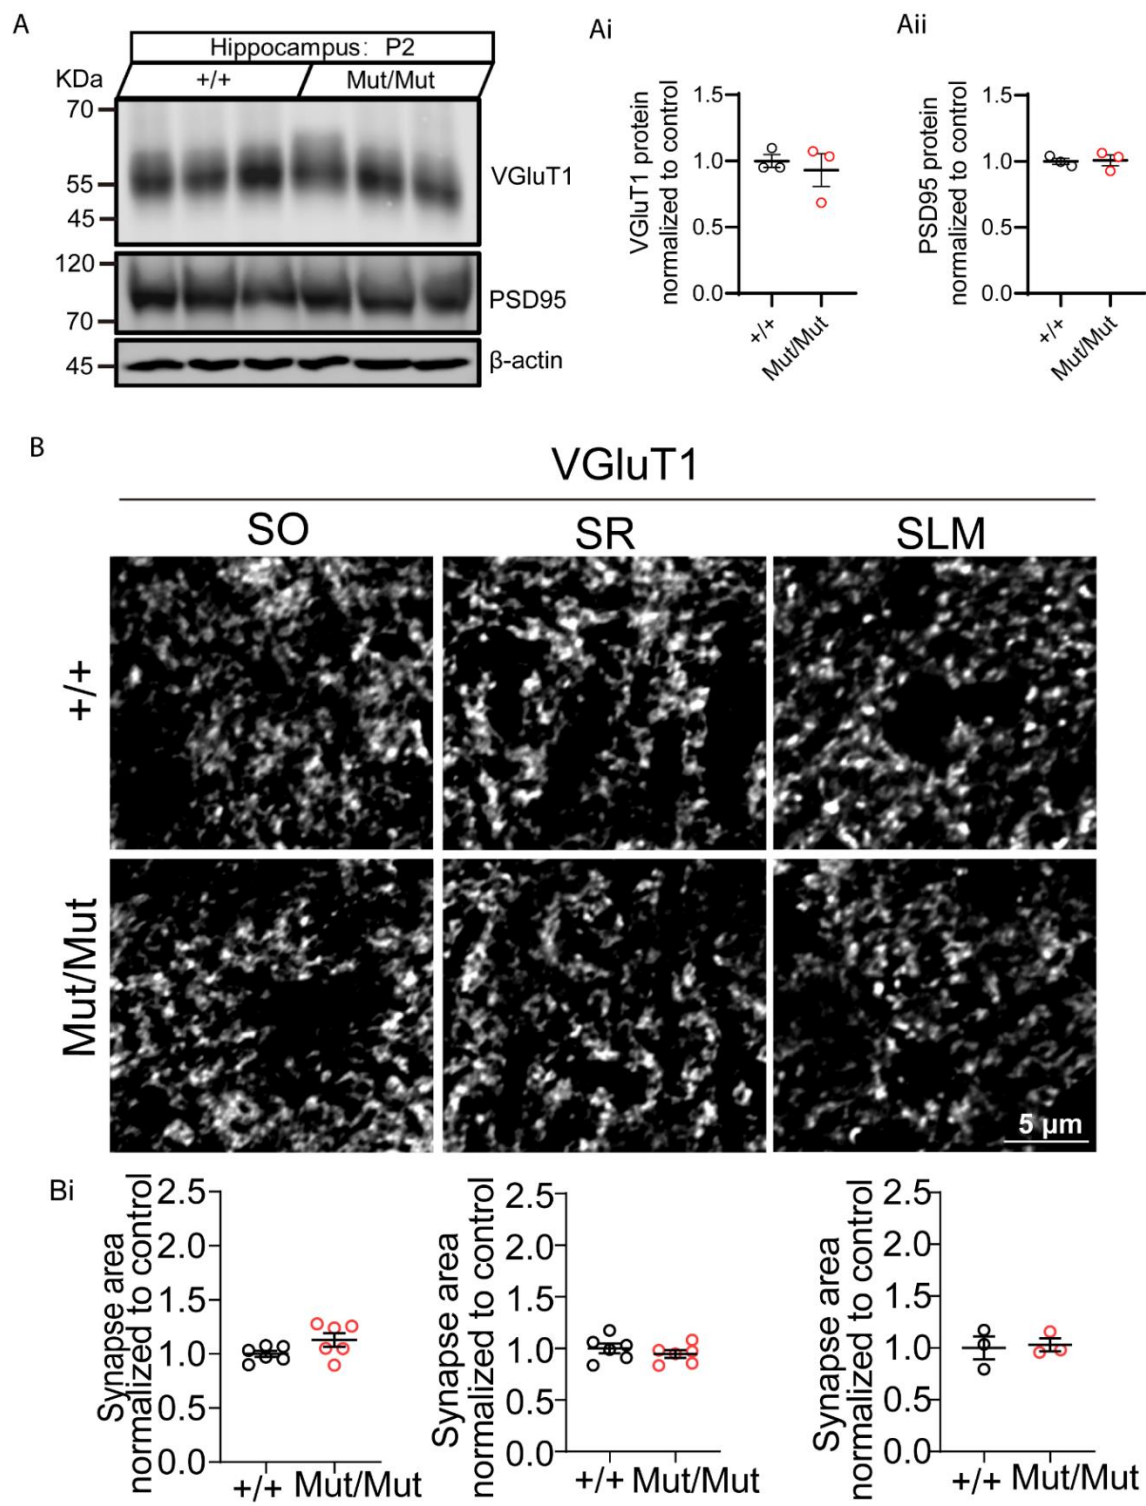 A
Hippocampus: P2
KDa
+/+
Mut/Mut
70
55
45
VGluT1
120
70
PSD95
45
β-actin
Ai
VGluT1 protein
normalized to control
1.5
1.0
0.5
0.0
+/+
Mut/Mut
Aii
PSD95 protein
normalized to control
1.5
1.0
0.5
0.0
+/+
Mut/Mut
B
VGluT1
SO
SR
SLM
+/+
Mut/Mut
5 µm
Bi
Synapse area
normalized to control
2.5
2.0
1.5
1.0
0.5
0.0
+/+
Mut/Mut
Synapse area
normalized to control
2.5
2.0
1.5
1.0
0.5
0.0
+/+
Mut/Mut
Synapse area
normalized to control
2.5
2.0
1.5
1.0
0.5
0.0
+/+
Mut/Mut